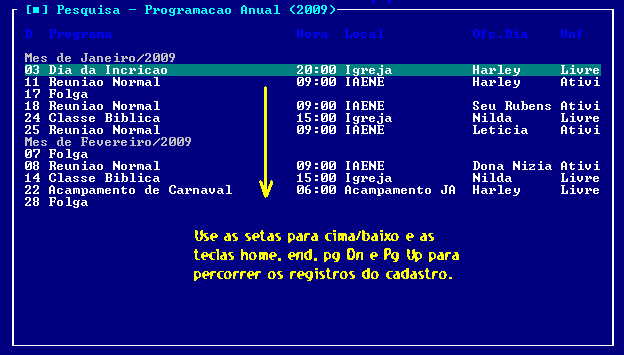 [■] Pesquisa - Programacao Anual (2009)
D Programa Hora Local Ofc.Dia Unf
Mes de Janeiro/2009
03 Dia da Incricao 20:00 Igreja Harley Livre
11 Reuniao Normal 09:00 IAENE Harley Ativi
17 Folga
18 Reuniao Normal 09:00 IAENE Seu Rubens Ativi
24 Classe Biblica 15:00 Igreja Nilda Livre
25 Reuniao Normal 09:00 IAENE Leticia Ativi
Mes de Fevereiro/2009
07 Folga
08 Reuniao Normal 09:00 IAENE Dona Nizia Ativi
14 Classe Biblica 15:00 Igreja Nilda Livre
22 Acampamento de Carnaval 06:00 Acampamento JA Harley Livre
28 Folga
Use as setas para cima/baixo e as
teclas home, end, pg Dn e Pg Up para
percorrer os registros do cadastro.